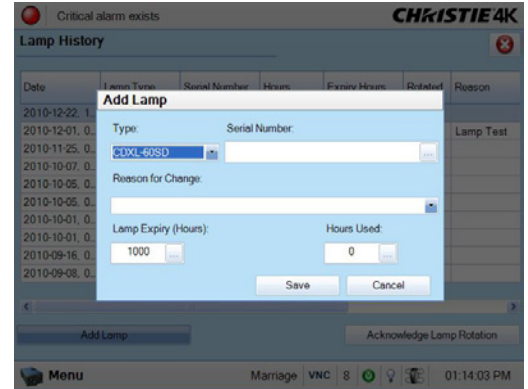 Critical alarm exists
CHRISTIE 4K
Lamp History
Date Lamp Type Serial Number Hours Expiry Hours Rotated Reason
Add Lamp
2010-12-22, 1..
2010-12-01, 0.. Lamp Test
2010-11-25, 0..
2010-10-07, 0..
2010-10-05, 0..
2010-10-05, 0..
2010-10-01, 0..
2010-10-01, 0..
2010-09-16, 0..
2010-09-08, 0..
Type: Serial Number:
CDXL-60SD ...
Reason for Change:
Lamp Expiry (Hours): Hours Used:
1000 ... 0 ...
Save Cancel
Add Lamp Acknowledge Lamp Rotation
Menu Marriage VNC 8 01:14:03 PM